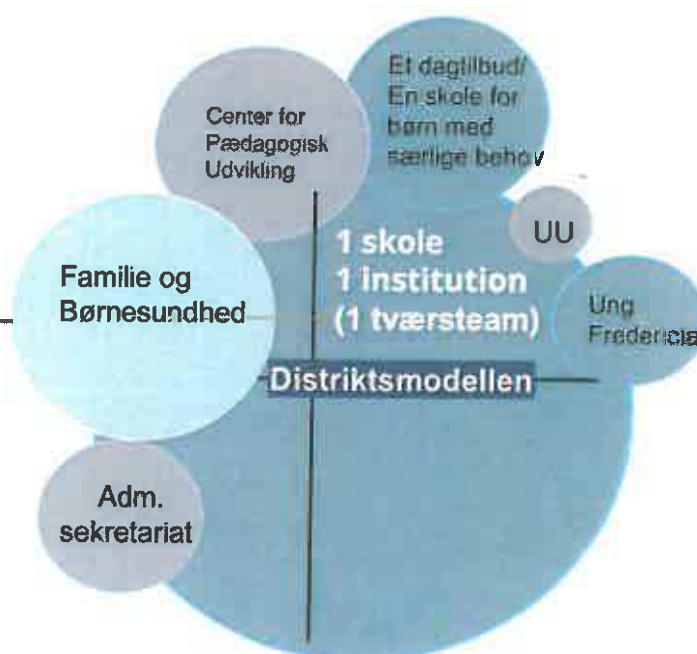 Et dagtilbud/
En skole for
børn med
særlige behov
Center for
Pædagogisk
Udvikling
UU
1 skole
1 institution
(1 tværsteam)
Familie og
Børnesundhed
Ung
Fredericia
Distriktsmodellen
Adm.
sekretariat